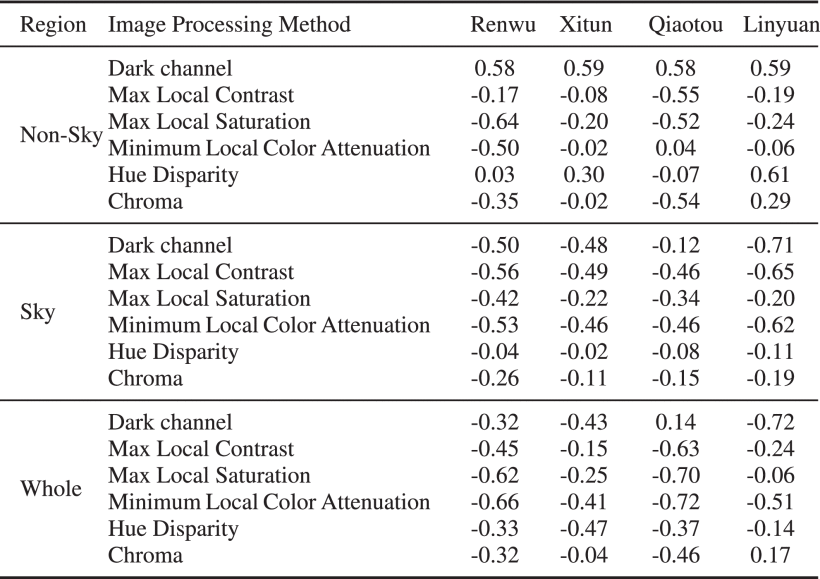 Region Image Processing Method Renwu Xitun Qiaotou Linyuan
Dark channel 0.58 0.59 0.58 0.59
Max Local Contrast -0.17 -0.08 -0.55 -0.19
Max Local Saturation -0.64 -0.20 -0.52 -0.24
Non-Sky Minimum Local Color Attenuation -0.50 -0.02 0.04 -0.06
Hue Disparity 0.03 0.30 -0.07 0.61
Chroma -0.35 -0.02 -0.54 0.29
Dark channel -0.50 -0.48 -0.12 -0.71
Max Local Contrast -0.56 -0.49 -0.46 -0.65
Max Local Saturation -0.42 -0.22 -0.34 -0.20
Sky Minimum Local Color Attenuation -0.53 -0.46 -0.46 -0.62
Hue Disparity -0.04 -0.02 -0.08 -0.11
Chroma -0.26 -0.11 -0.15 -0.19
Dark channel -0.32 -0.43 0.14 -0.72
Max Local Contrast -0.45 -0.15 -0.63 -0.24
Max Local Saturation -0.62 -0.25 -0.70 -0.06
Whole Minimum Local Color Attenuation -0.66 -0.41 -0.72 -0.51
Hue Disparity -0.33 -0.47 -0.37 -0.14
Chroma -0.32 -0.04 -0.46 0.17